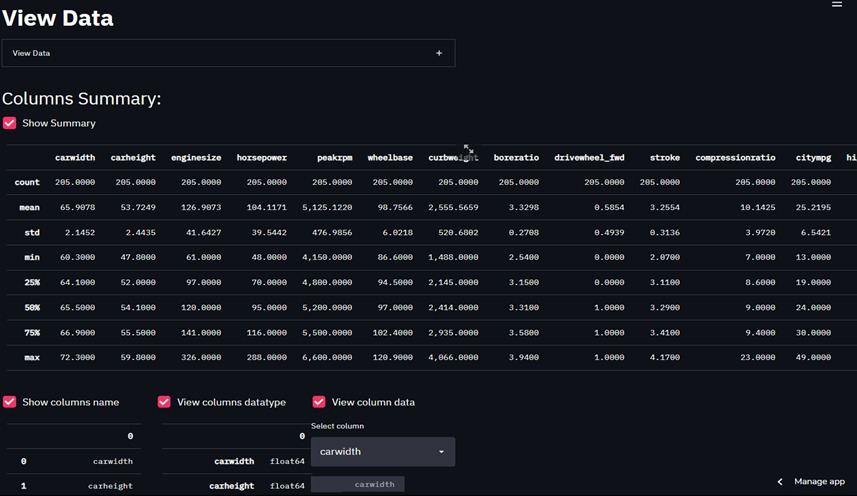 View Data
View Data +
Columns Summary:
Show Summary
carwidth carheight enginesize horsepower peakrpm wheelbase curbweight boreratio drivewheel_fwd stroke compressionratio citympg hi
count 205.0000 205.0000 205.0000 205.0000 205.0000 205.0000 205.0000 205.0000 205.0000 205.0000 205.0000 205.0000
mean 65.9078 53.7249 126.9073 104.1171 5,125.1220 98.7566 2,555.5659 3.3298 0.5854 3.2554 10.1425 25.2195
std 2.1452 2.4435 41.6427 39.5442 476.9856 6.0218 520.6802 0.2708 0.4939 0.3136 3.9720 6.5421
min 60.3000 47.8000 61.0000 48.0000 4,150.0000 86.6000 1,488.0000 2.5400 0.0000 2.0700 7.0000 13.0000
25% 64.1000 52.0000 97.0000 70.0000 4,800.0000 94.5000 2,145.0000 3.1500 0.0000 3.1100 8.6000 19.0000
50% 65.5000 54.1000 120.0000 95.0000 5,200.0000 97.0000 2,414.0000 3.3100 1.0000 3.2900 9.0000 24.0000
75% 66.9000 55.5000 141.0000 116.0000 5,500.0000 102.4000 2,935.0000 3.5800 1.0000 3.4100 9.4000 30.0000
max 72.3000 59.8000 326.0000 288.0000 6,600.0000 120.9000 4,066.0000 3.9400 1.0000 4.1700 23.0000 49.0000
Show columns name View columns datatype View column data
Select column
0 0
carwidth
0 carwidth carwidth float64
1 carheight carheight float64 carwidth
Manage app